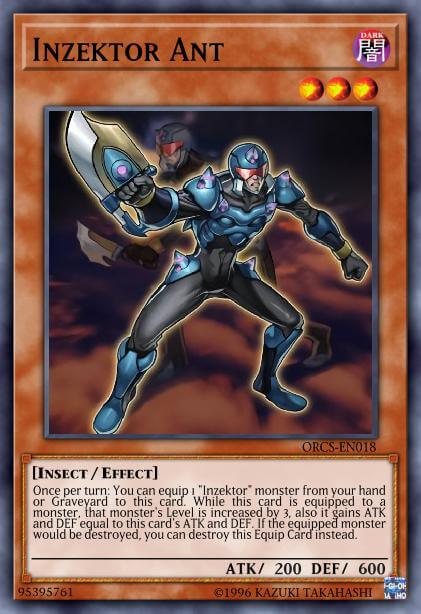 INZEKTOR ANT
DARK
闇
ORCS-EN018
[INSECT / EFFECT]
Once per turn: You can equip 1 "Inzektor" monster from your hand
or Graveyard to this card. While this card is equipped to a
monster, that monster's Level is increased by 3, also it gains ATK
and DEF equal to this card's ATK and DEF. If the equipped monster
would be destroyed, you can destroy this Equip Card instead.
ATK/ 200 DEF/ 600
95395761
©1996 KAZUKI TAKAHASHI